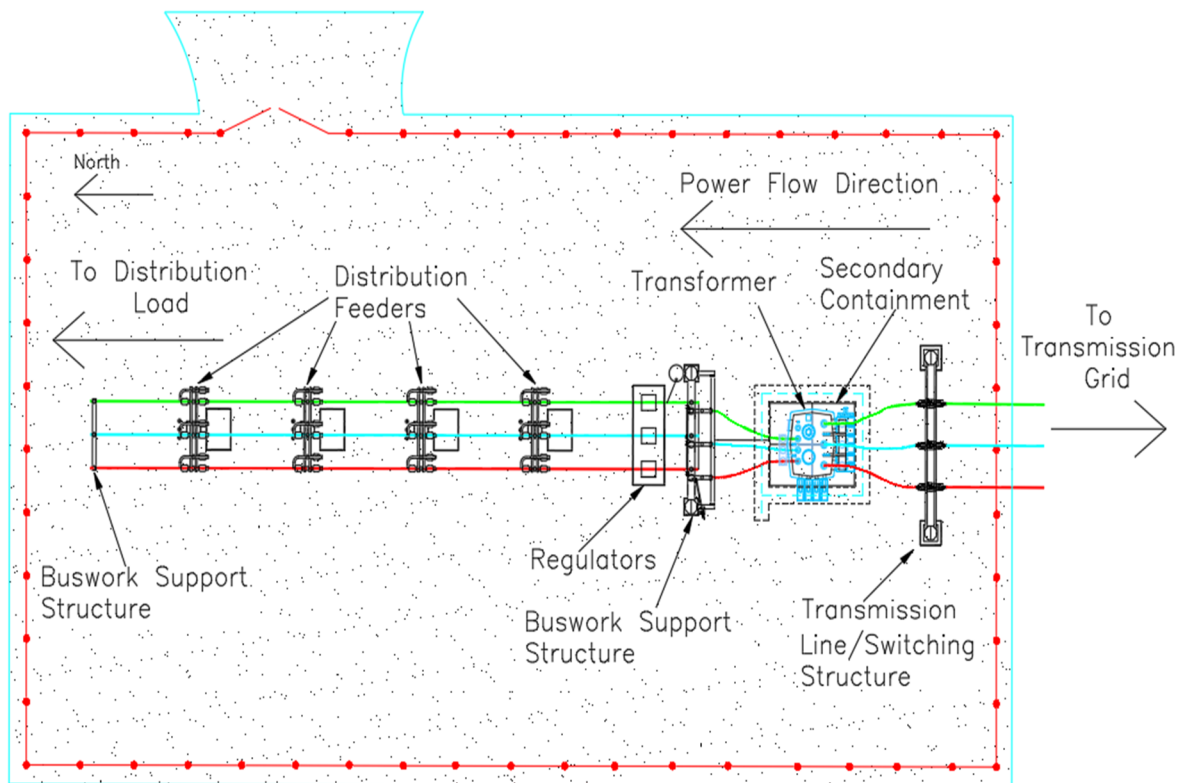 North
Power Flow Direction
To Distribution
Load
Distribution
Feeders
Transformer
Secondary
Containment
To
Transmission
Grid
Regulators
Buswork Support
Structure
Buswork Support
Structure
Transmission
Line/Switching
Structure